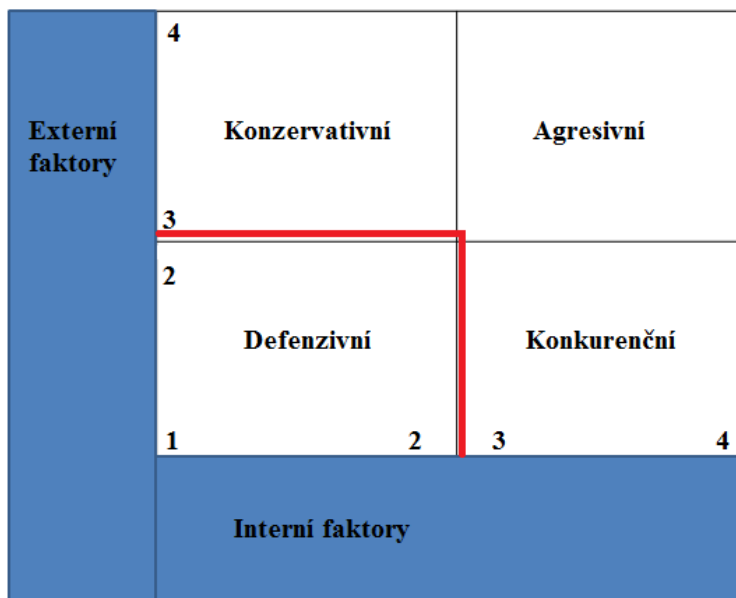 4
Externí
faktory
Konzervativní
Agresivní
3
2
Defenzivní
Konkurenční
1
2
3
4
Interní faktory